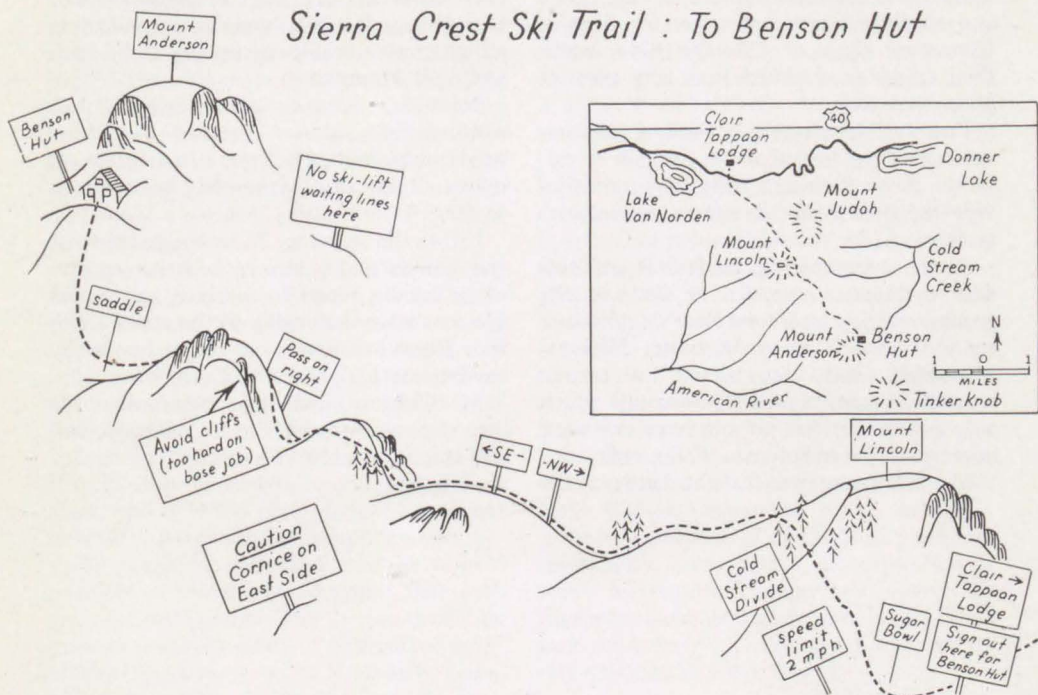 Sierra Crest Ski Trail : To Benson Hut
Mount
Anderson
Benson
Hut
No ski-lift
waiting lines
here
saddle
Pass on
right
Avoid cliffs
(too hard on
base job)
Caution
Cornice on
East Side
←SE-
-NW→
Mount
Lincoln
Cold
Stream
Divide
speed
limit
2 mph.
Sugar
Bowl
Clair →
Tappaan
Lodge
Sign out
here for
Benson Hut
40
Clair
Tappaan
Lodge
Donner
Lake
Lake
Van Norden
Mount
Judah
Mount
Lincoln
Cold
Stream
Creek
Mount
Anderson
Benson
Hut
N
1 0 1
MILES
American River
Tinker Knob